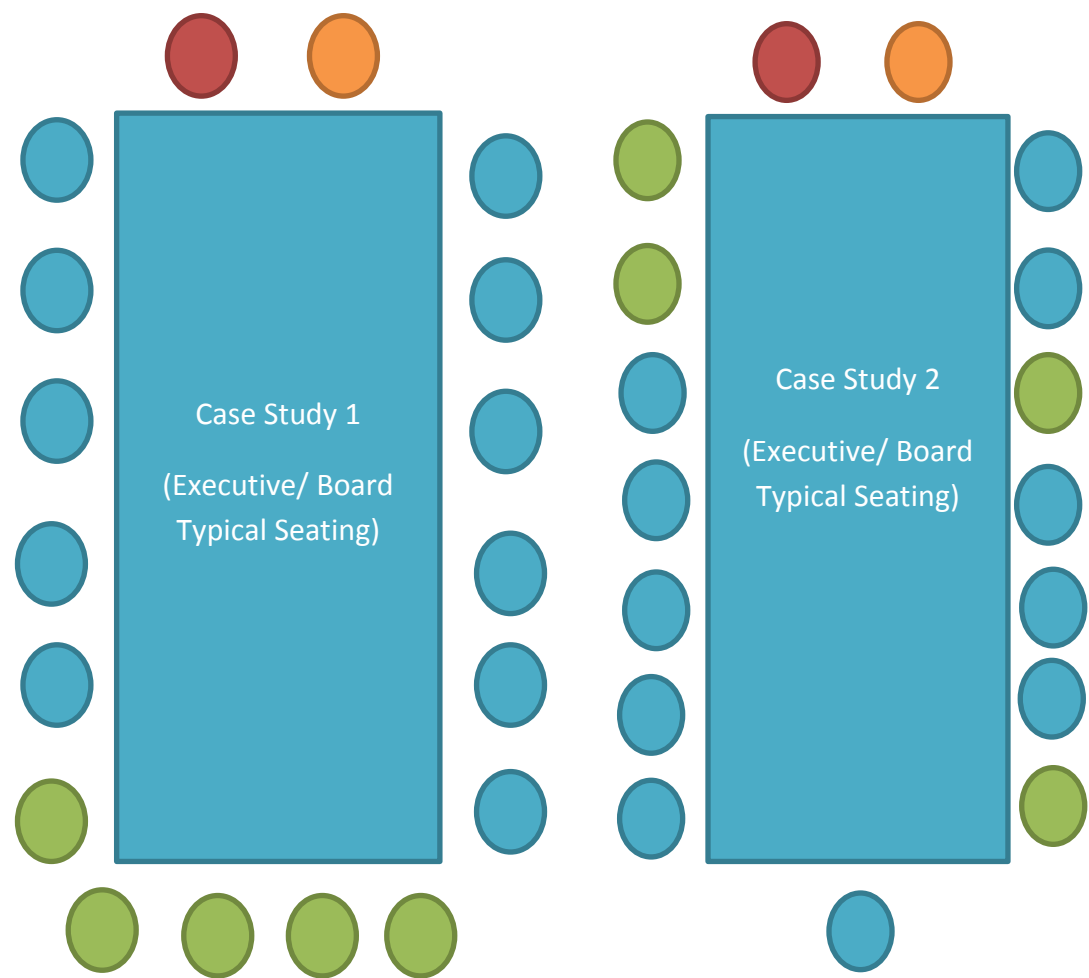 Case Study 1
(Executive/ Board
Typical Seating)
Case Study 2
(Executive/ Board
Typical Seating)